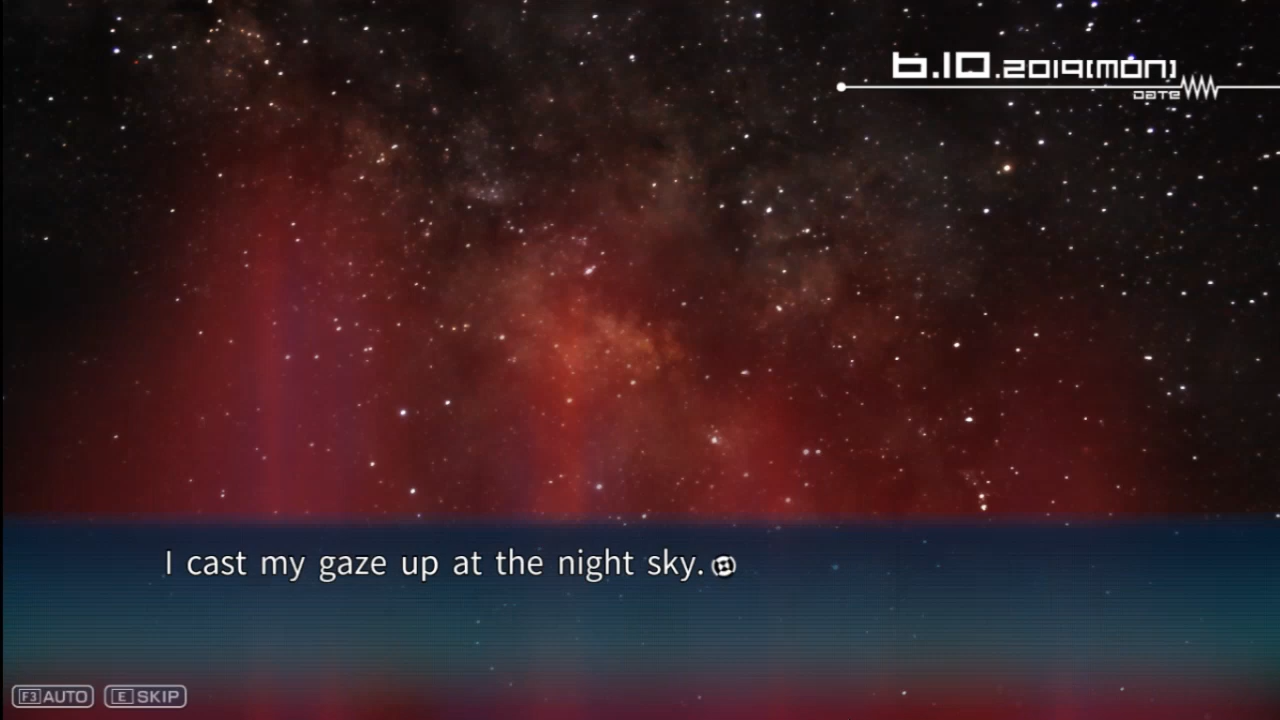 6.10.2019(MON)
DATE
I cast my gaze up at the night sky.
F3 AUTO E SKIP